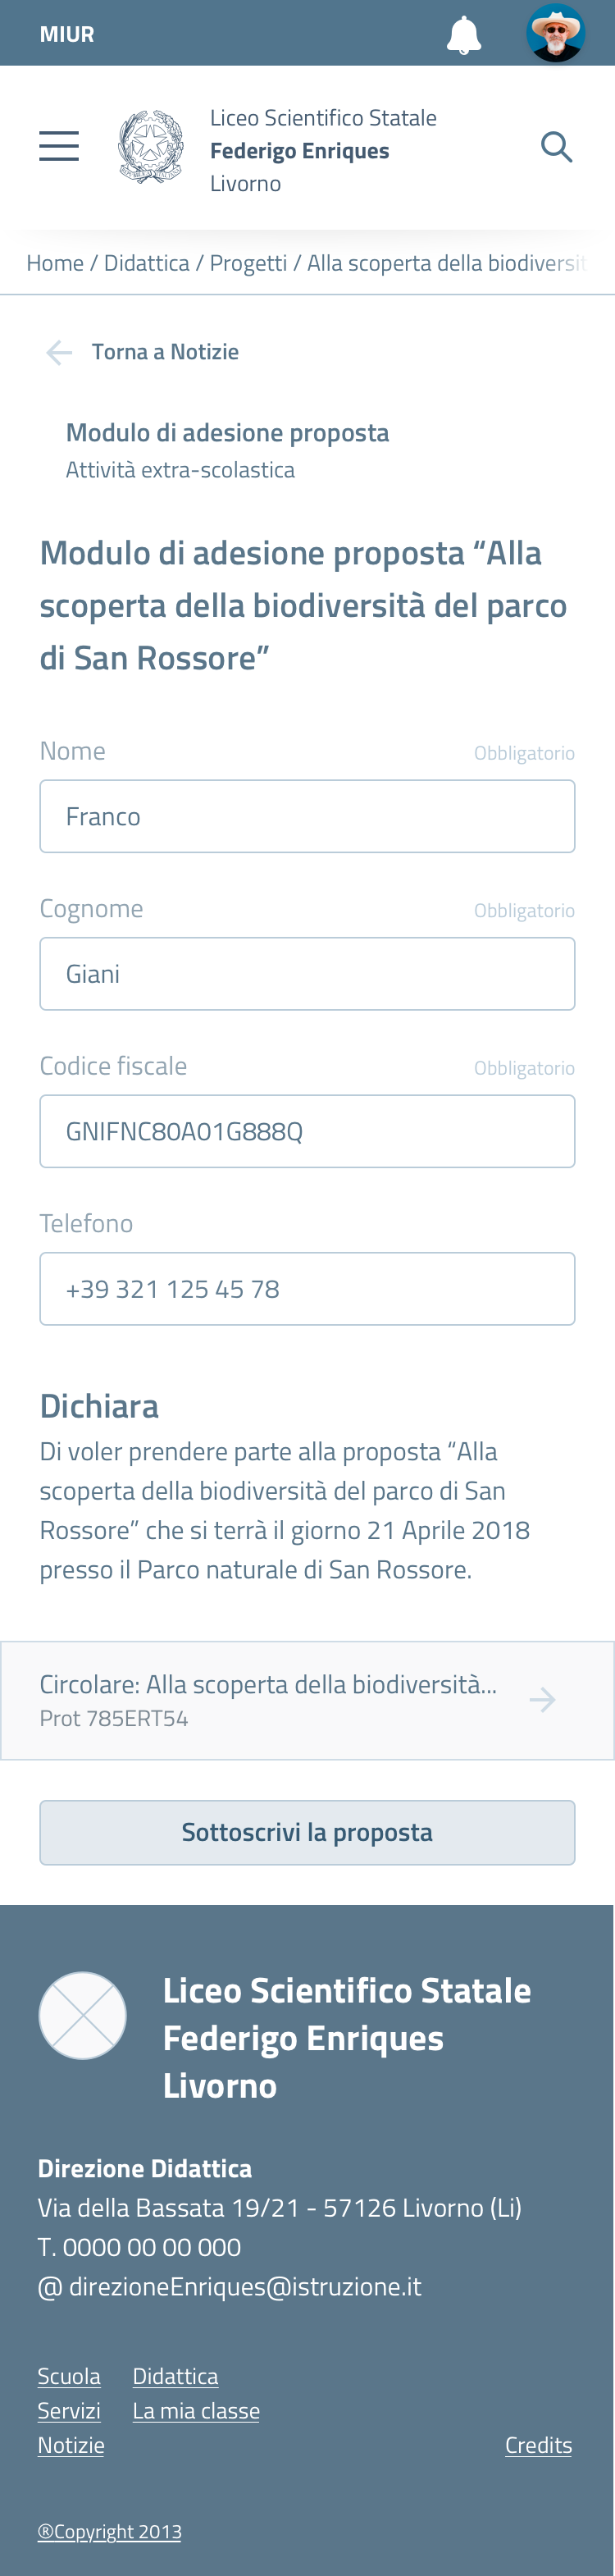 MIUR
Liceo Scientifico Statale
Federigo Enriques
Livorno
Home / Didattica / Progetti / Alla scoperta della biodiversit
Torna a Notizie
Modulo di adesione proposta
Attività extra-scolastica
Modulo di adesione proposta “Alla
scoperta della biodiversità del parco
di San Rossore”
Nome Obbligatorio
Franco
Cognome Obbligatorio
Giani
Codice fiscale Obbligatorio
GNIFNC80A01G888Q
Telefono
+39 321 125 45 78
Dichiara
Di voler prendere parte alla proposta “Alla
scoperta della biodiversità del parco di San
Rossore” che si terrà il giorno 21 Aprile 2018
presso il Parco naturale di San Rossore.
Circolare: Alla scoperta della biodiversità...
Prot 785ERT54
Sottoscrivi la proposta
Liceo Scientifico Statale
Federigo Enriques
Livorno
Direzione Didattica
Via della Bassata 19/21 - 57126 Livorno (Li)
T. 0000 00 00 000
@ direzioneEnriques@istruzione.it
Scuola Didattica
Servizi La mia classe
Notizie Credits
®Copyright 2013